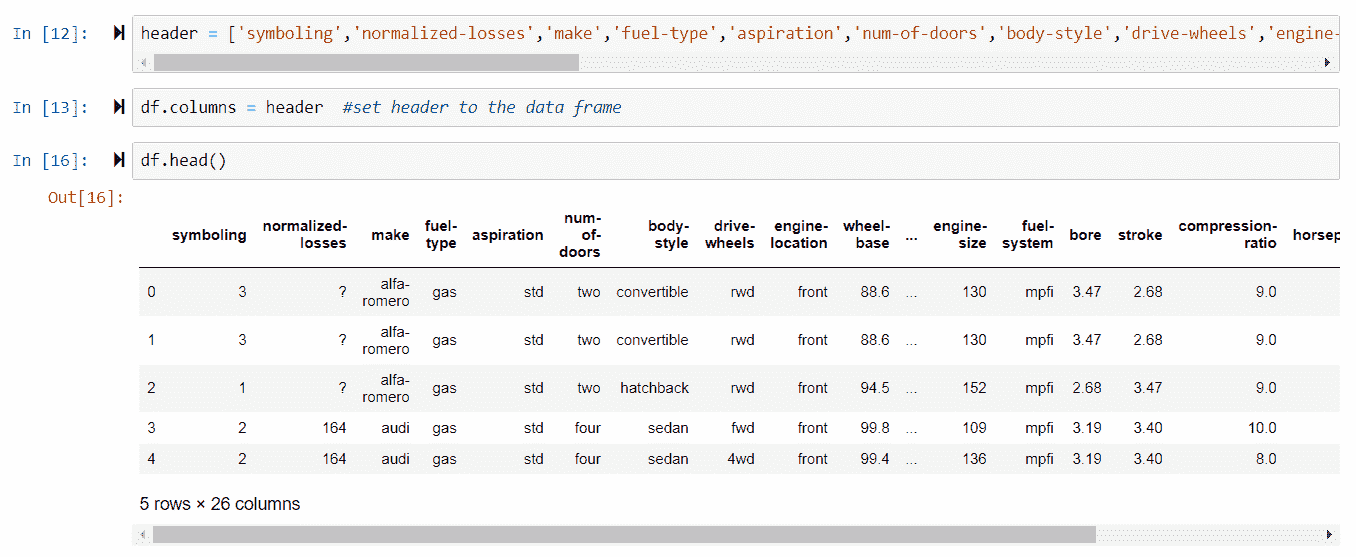 In [12]: header = ['symboling','normalized-losses','make','fuel-type','aspiration','num-of-doors','body-style','drive-wheels','engine-
In [13]: df.columns = header  #set header to the data frame
In [16]: df.head()
Out[16]:
symboling normalized-losses make fuel-type aspiration num-of-doors body-style drive-wheels engine-location wheel-base ... engine-size fuel-system bore stroke compression-ratio horsep
0 3 ? alfa-romero gas std two convertible rwd front 88.6 ... 130 mpfi 3.47 2.68 9.0
1 3 ? alfa-romero gas std two convertible rwd front 88.6 ... 130 mpfi 3.47 2.68 9.0
2 1 ? alfa-romero gas std two hatchback rwd front 94.5 ... 152 mpfi 2.68 3.47 9.0
3 2 164 audi gas std four sedan fwd front 99.8 ... 109 mpfi 3.19 3.40 10.0
4 2 164 audi gas std four sedan 4wd front 99.4 ... 136 mpfi 3.19 3.40 8.0
5 rows × 26 columns